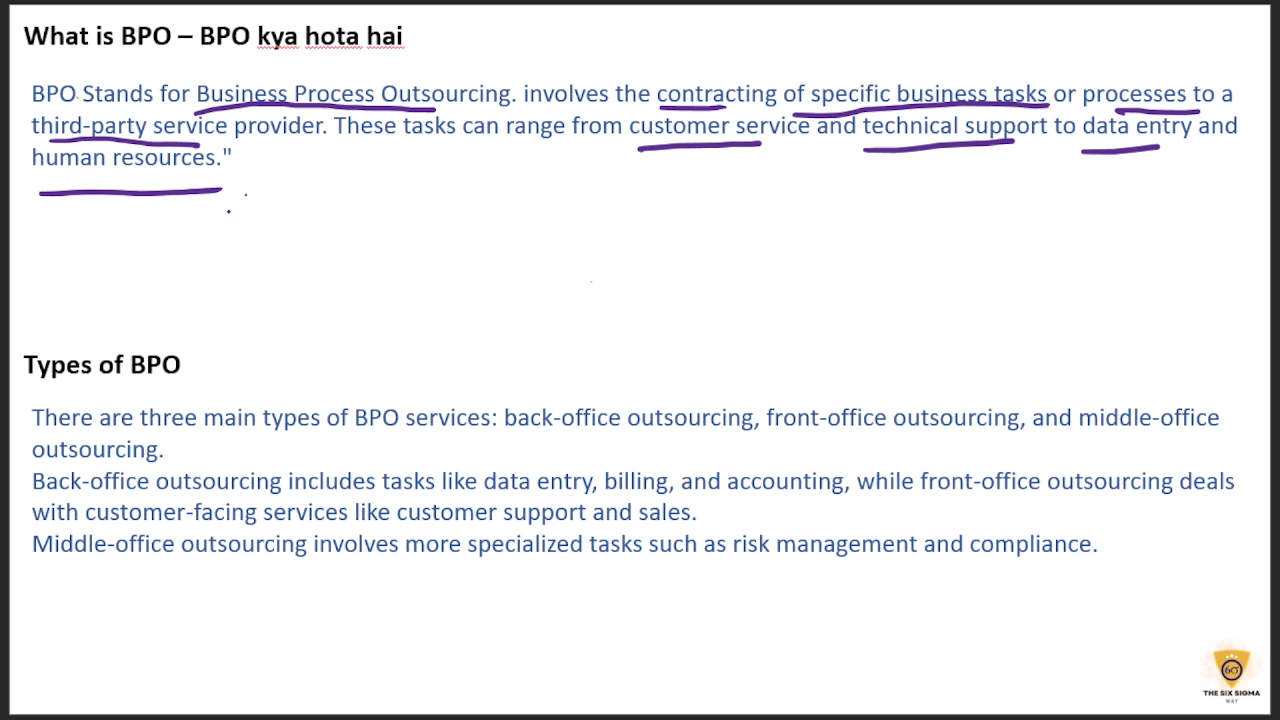 What is BPO – BPO kya hota hai
BPO Stands for Business Process Outsourcing. involves the contracting of specific business tasks or processes to a
third-party service provider. These tasks can range from customer service and technical support to data entry and
human resources."
Types of BPO
There are three main types of BPO services: back-office outsourcing, front-office outsourcing, and middle-office
outsourcing.
Back-office outsourcing includes tasks like data entry, billing, and accounting, while front-office outsourcing deals
with customer-facing services like customer support and sales.
Middle-office outsourcing involves more specialized tasks such as risk management and compliance.
6σ
THE SIX SIGMA
WAY